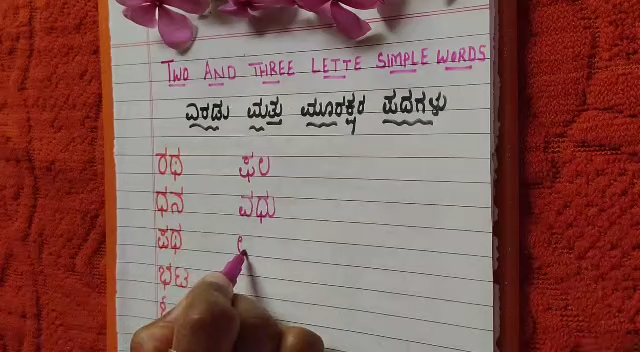 TWO AND THREE LETTE SIMPLE WORDS
ಎರಡು ಮತ್ತು ಮೂರಕ್ಷರ ಪದಗಳು
ರಥ ಫಲ
ಧನ ವಧು
ಪಥ
ಭಟ